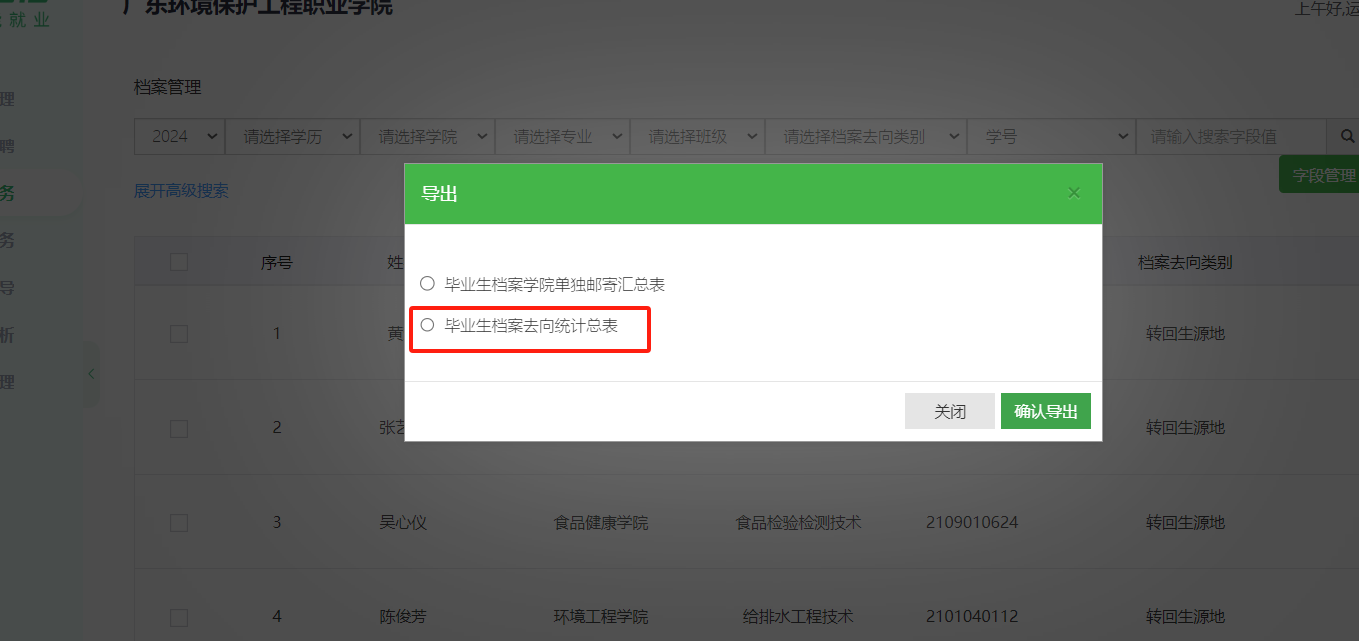 广东环境保护工程职业学院
上午好,运
就业
档案管理
理
2024 请选择学历 请选择学院 请选择专业 请选择班级 请选择档案去向类别 学号 请输入搜索字段值
聘
导出
字段管理
展开高级搜索
务
务
序号 姓 档案去向类别
毕业生档案学院单独邮寄汇总表
导
毕业生档案去向统计总表
1 黄 转回生源地
析
理
关闭 确认导出
2 张艺 转回生源地
3 吴心仪 食品健康学院 食品检验检测技术 2109010624 转回生源地
4 陈俊芳 环境工程学院 给排水工程技术 2101040112 转回生源地